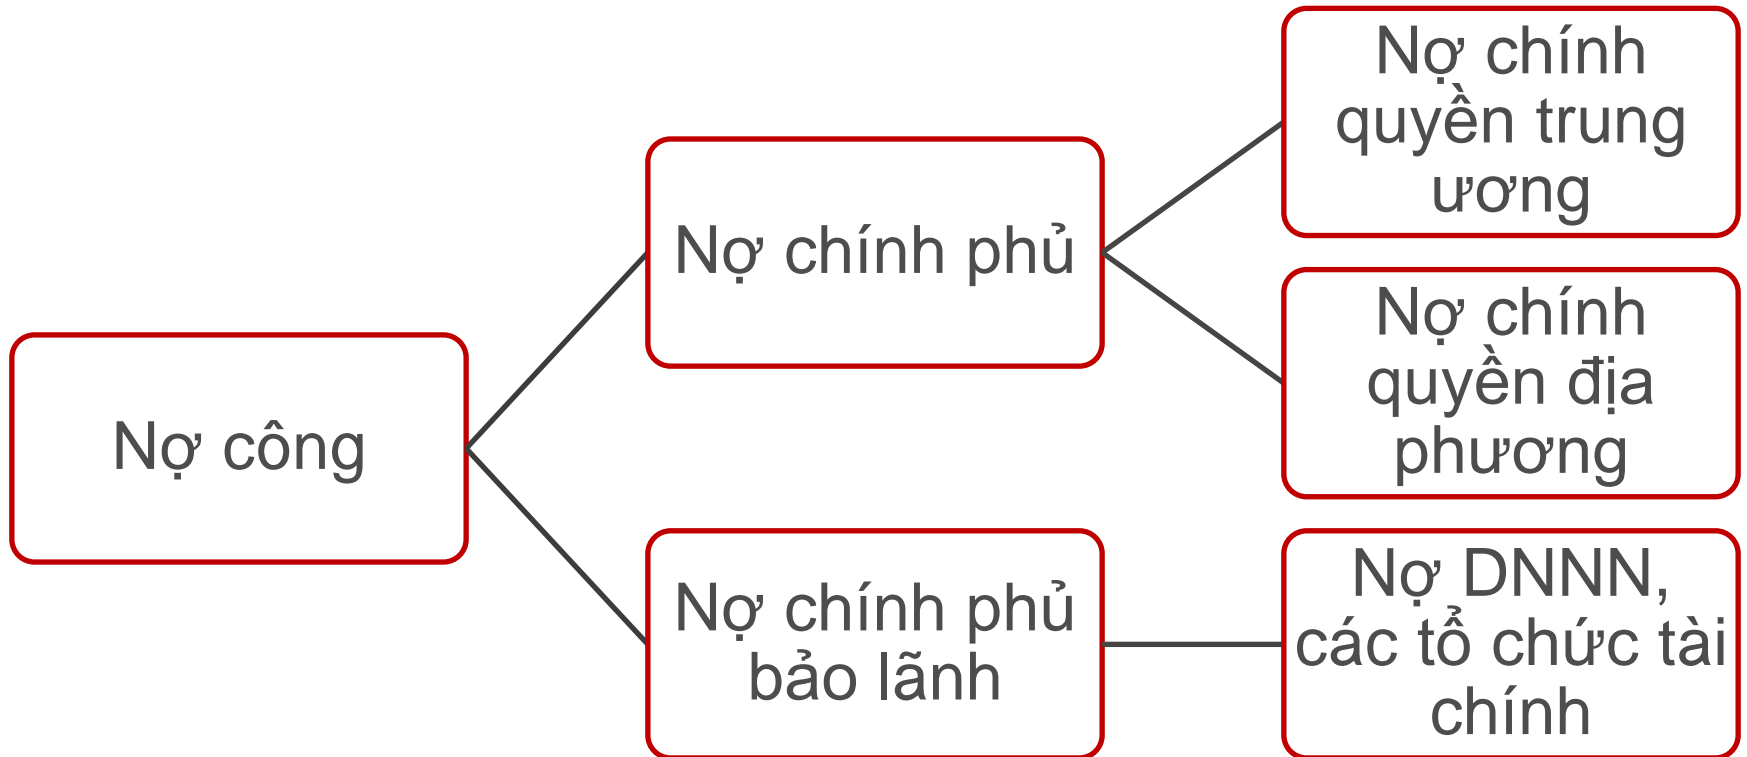 Nợ công
Nợ chính phủ
Nợ chính
quyền trung
ương
Nợ chính
quyền địa
phương
Nợ chính phủ
bảo lãnh
Nợ DNNN,
các tổ chức tài
chính